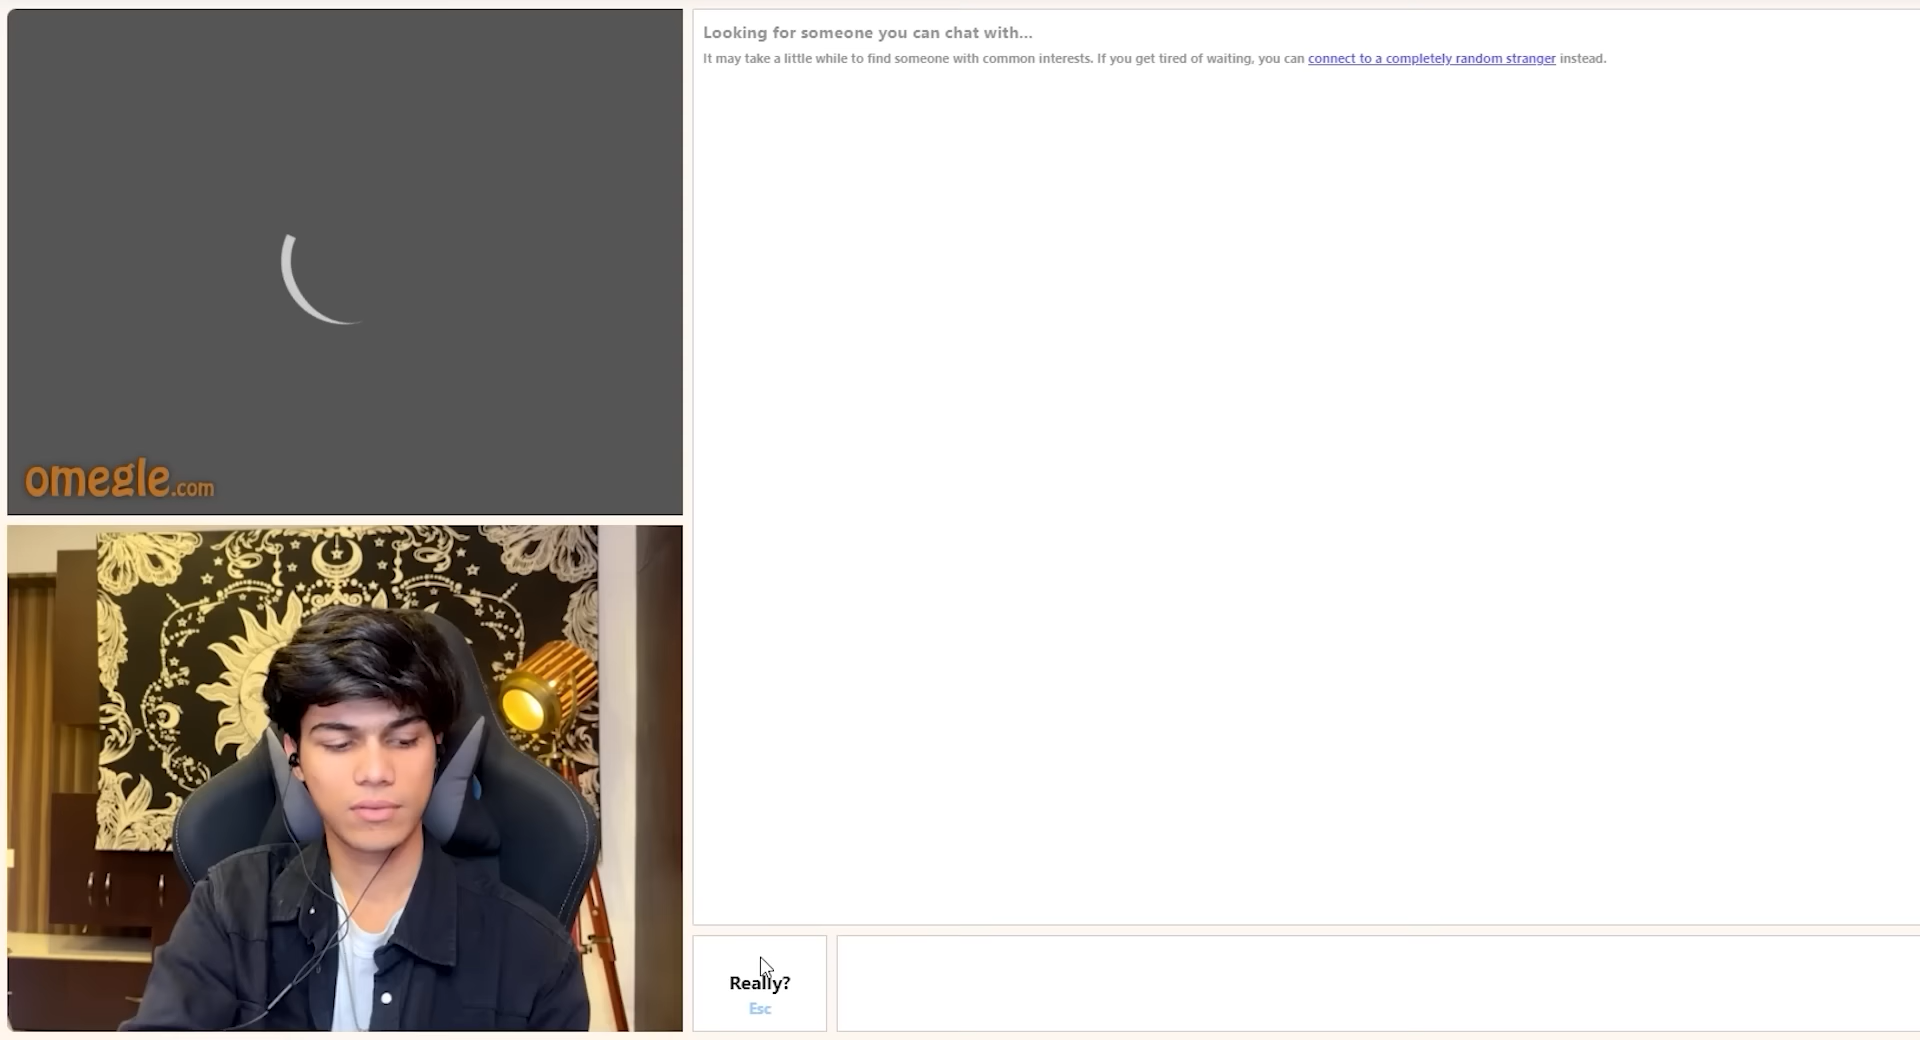 Looking for someone you can chat with...
It may take a little while to find someone with common interests. If you get tired of waiting, you can connect to a completely random stranger instead.
omegle.com
Really?
Esc